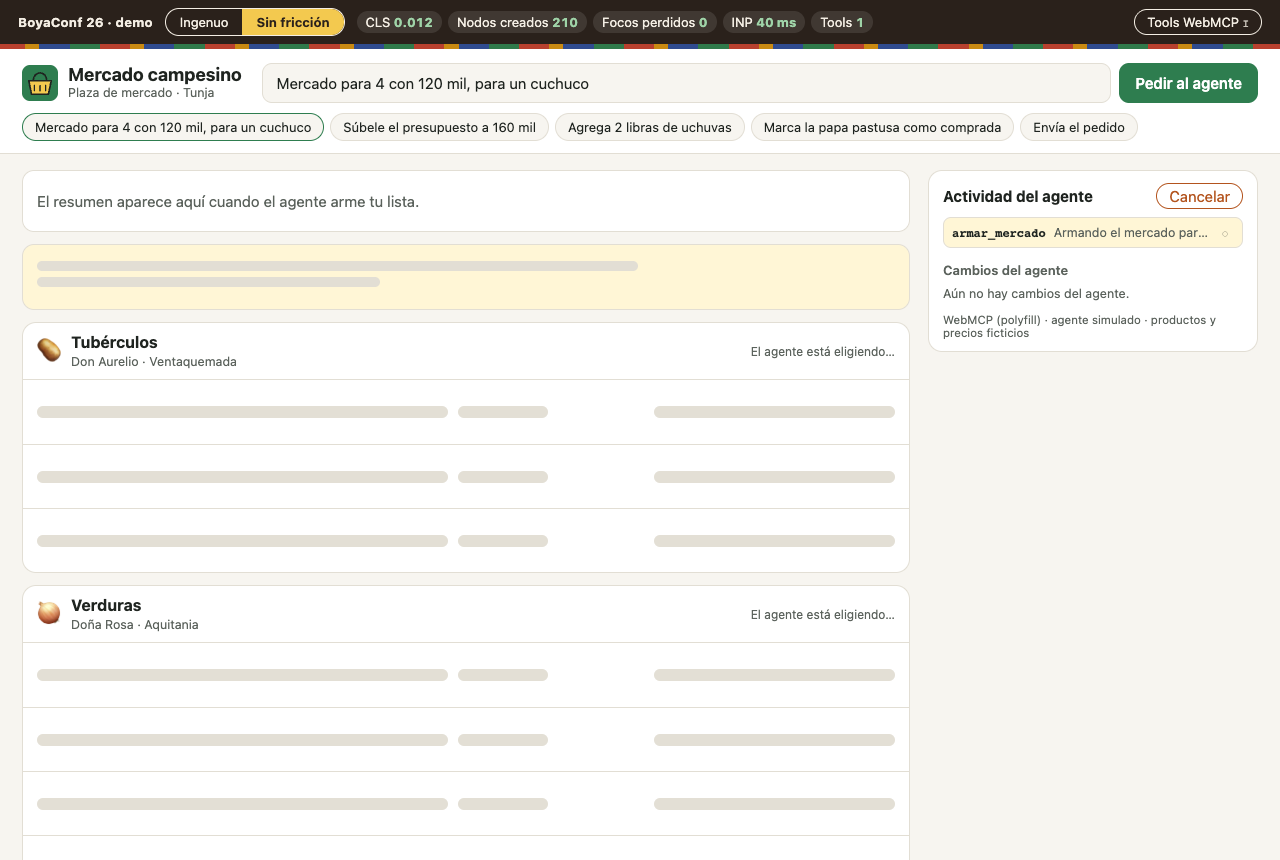 BoyaConf 26 · demo
Ingenuo
Sin fricción
CLS 0.012
Nodos creados 210
Focos perdidos 0
INP 40 ms
Tools 1
Tools WebMCP
Mercado campesino
Plaza de mercado · Tunja
Mercado para 4 con 120 mil, para un cuchuco
Pedir al agente
Mercado para 4 con 120 mil, para un cuchuco
Súbele el presupuesto a 160 mil
Agrega 2 libras de uchuvas
Marca la papa pastusa como comprada
Envía el pedido
El resumen aparece aquí cuando el agente arme tu lista.
Tubérculos
Don Aurelio · Ventaquemada
El agente está eligiendo…
Verduras
Doña Rosa · Aquitania
El agente está eligiendo…
Actividad del agente
Cancelar
armar_mercado Armando el mercado par…
Cambios del agente
Aún no hay cambios del agente.
WebMCP (polyfill) · agente simulado · productos y
precios ficticios